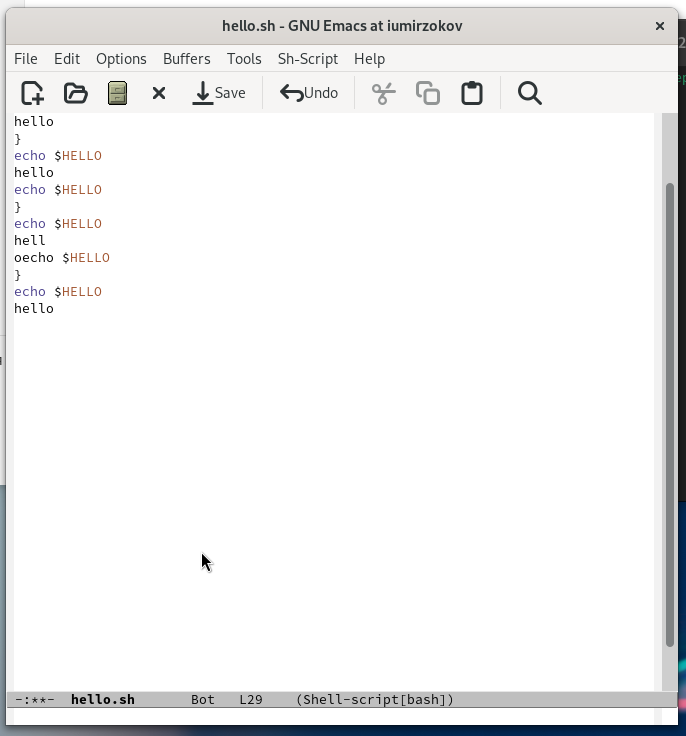 hello.sh - GNU Emacs at iumirzokov
File Edit Options Buffers Tools Sh-Script Help
Save Undo
hello
}
echo $HELLO
hello
echo $HELLO
}
echo $HELLO
hell
oecho $HELLO
}
echo $HELLO
hello
-:**- hello.sh Bot L29 (Shell-script[bash])